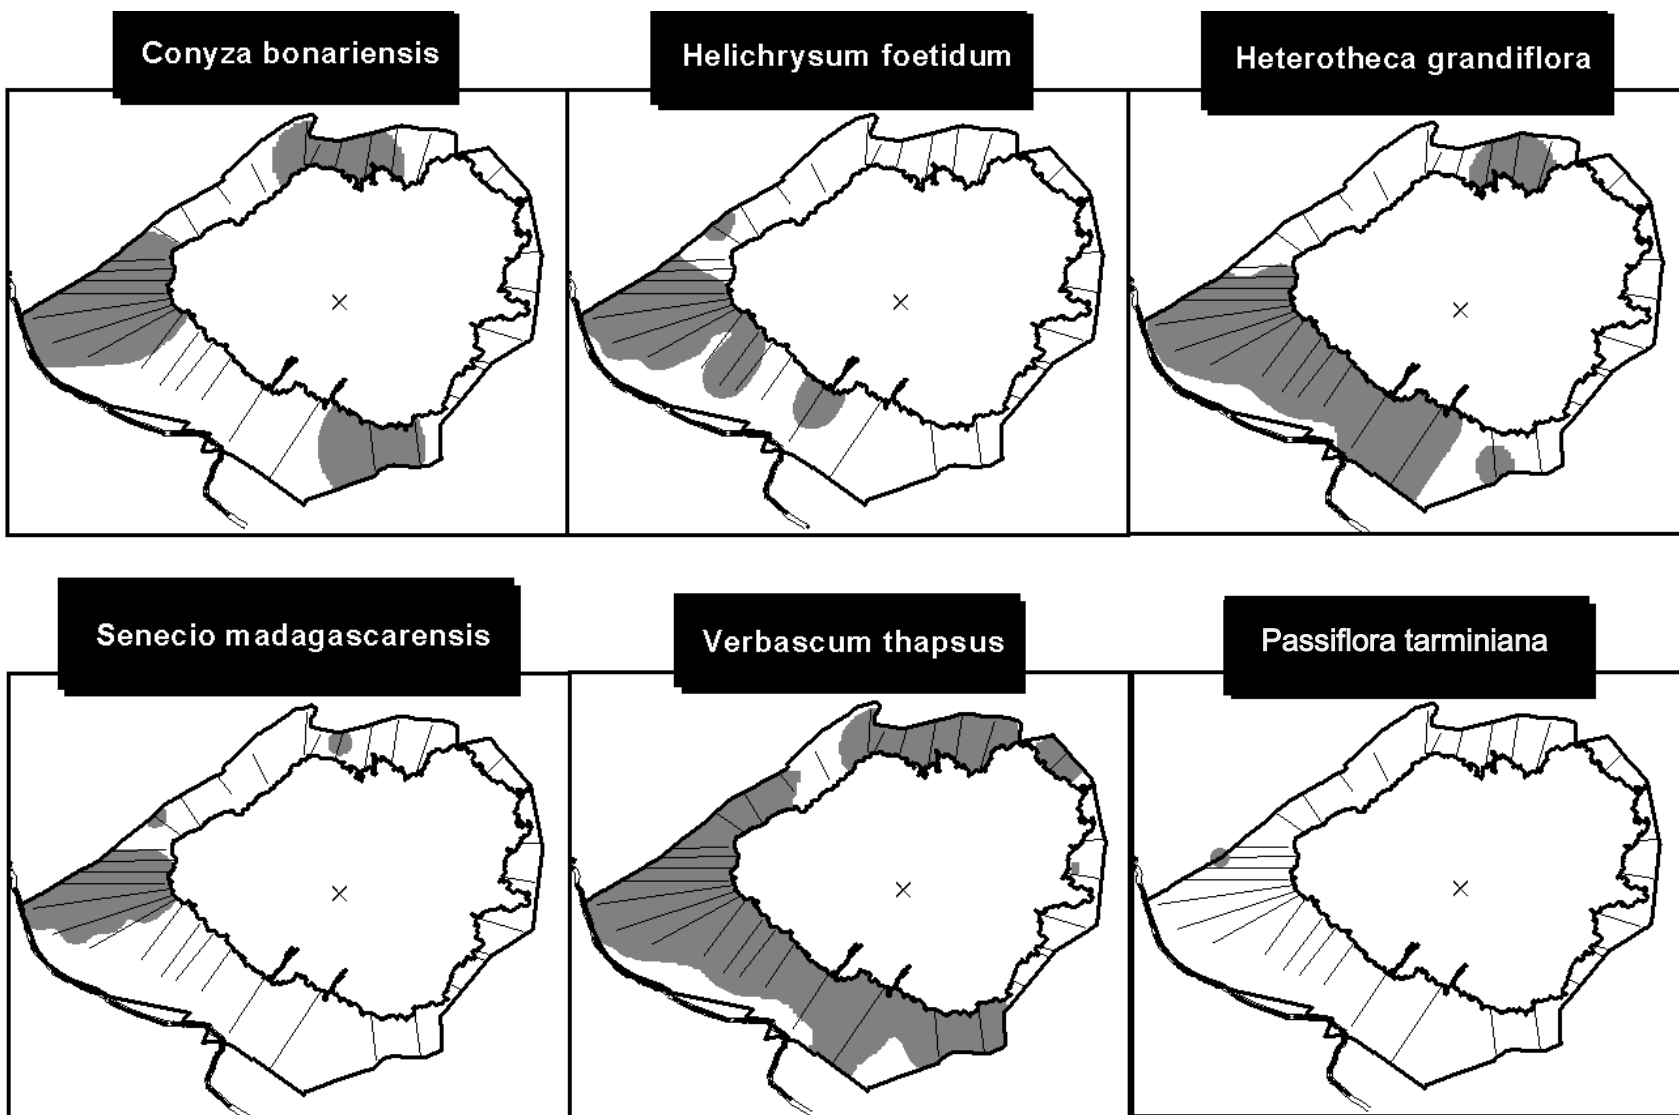 Conyza bonariensis
Helichrysum foetidum
Heterotheca grandiflora
Senecio madagascarensis
Verbascum thapsus
Passiflora tarminiana